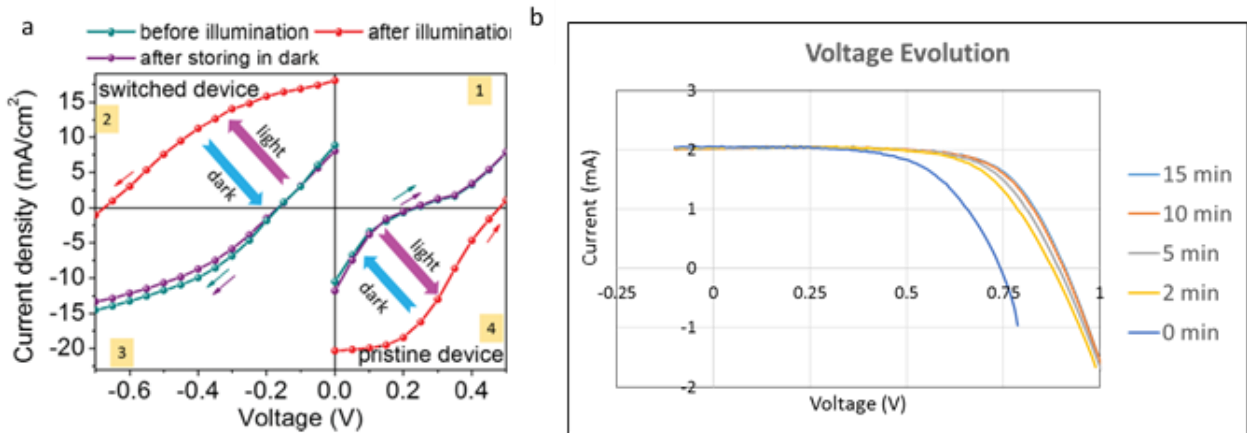 a
before illumination
after illumination
after storing in dark
switched device
1
2
light
dark
light
dark
3
4
pristine device
Current density (mA/cm²)
15
10
5
0
-5
-10
-15
-20
-0.6
-0.4
-0.2
0.0
0.2
0.4
Voltage (V)
b
Voltage Evolution
Current (mA)
3
2
1
0
-1
-2
-0.25
0
0.25
0.5
0.75
1
Voltage (V)
15 min
10 min
5 min
2 min
0 min